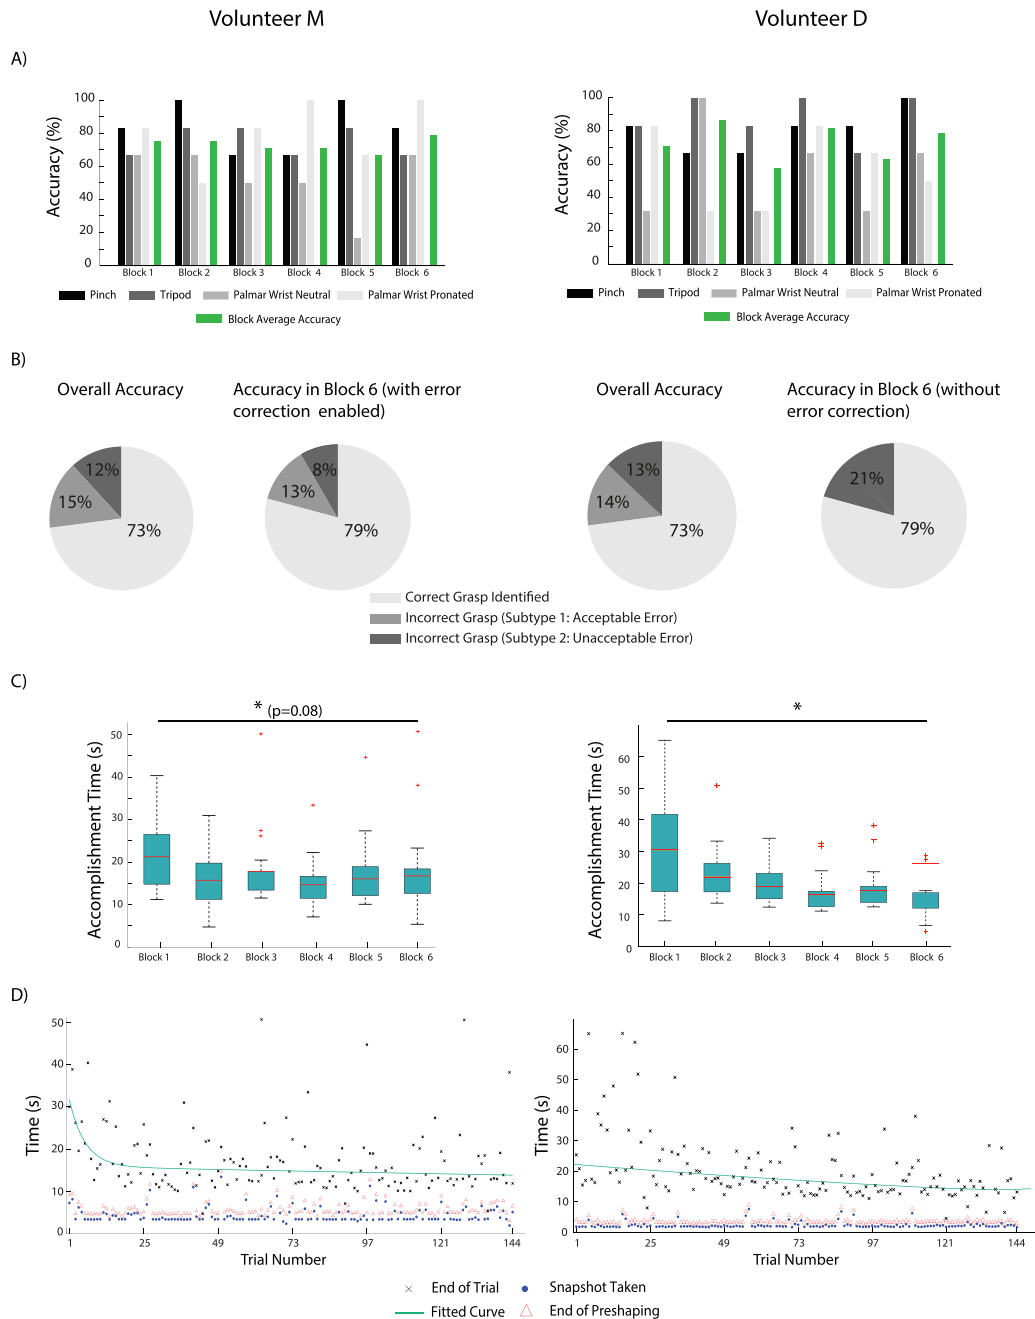 Volunteer M
Volunteer D
A)
Accuracy (%)
100
80
60
40
20
0
Block 1
Block 2
Block 3
Block 4
Block 5
Block 6
Pinch
Tripod
Palmar Wrist Neutral
Palmar Wrist Pronated
Block Average Accuracy
Accuracy (%)
100
80
60
40
20
0
Block 1
Block 2
Block 3
Block 4
Block 5
Block 6
Pinch
Tripod
Palmar Wrist Neutral
Palmar Wrist Pronated
Block Average Accuracy
B)
Overall Accuracy
12%
15%
73%
Accuracy in Block 6 (with error
correction enabled)
8%
13%
79%
Overall Accuracy
13%
14%
73%
Accuracy in Block 6 (without
error correction)
21%
79%
Correct Grasp Identified
Incorrect Grasp (Subtype 1: Acceptable Error)
Incorrect Grasp (Subtype 2: Unacceptable Error)
C)
* (p=0.08)
Accomplishment Time (s)
50
40
30
20
10
0
Block 1
Block 2
Block 3
Block 4
Block 5
Block 6
*
Accomplishment Time (s)
60
50
40
30
20
10
0
Block 1
Block 2
Block 3
Block 4
Block 5
Block 6
D)
Time (s)
50
40
30
20
10
0
1
25
49
73
97
121
144
Trial Number
Time (s)
60
50
40
30
20
10
0
1
25
49
73
97
121
144
Trial Number
End of Trial
Snapshot Taken
Fitted Curve
End of Preshaping